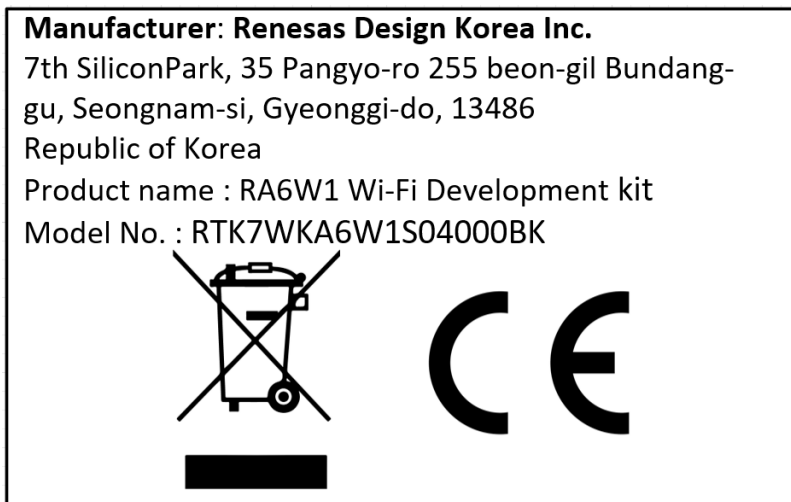 Manufacturer: Renesas Design Korea Inc.
7th SiliconPark, 35 Pangyo-ro 255 beon-gil Bundang-
gu, Seongnam-si, Gyeonggi-do, 13486
Republic of Korea
Product name : RA6W1 Wi-Fi Development kit
Model No. : RTK7WKA6W1S04000BK
CE